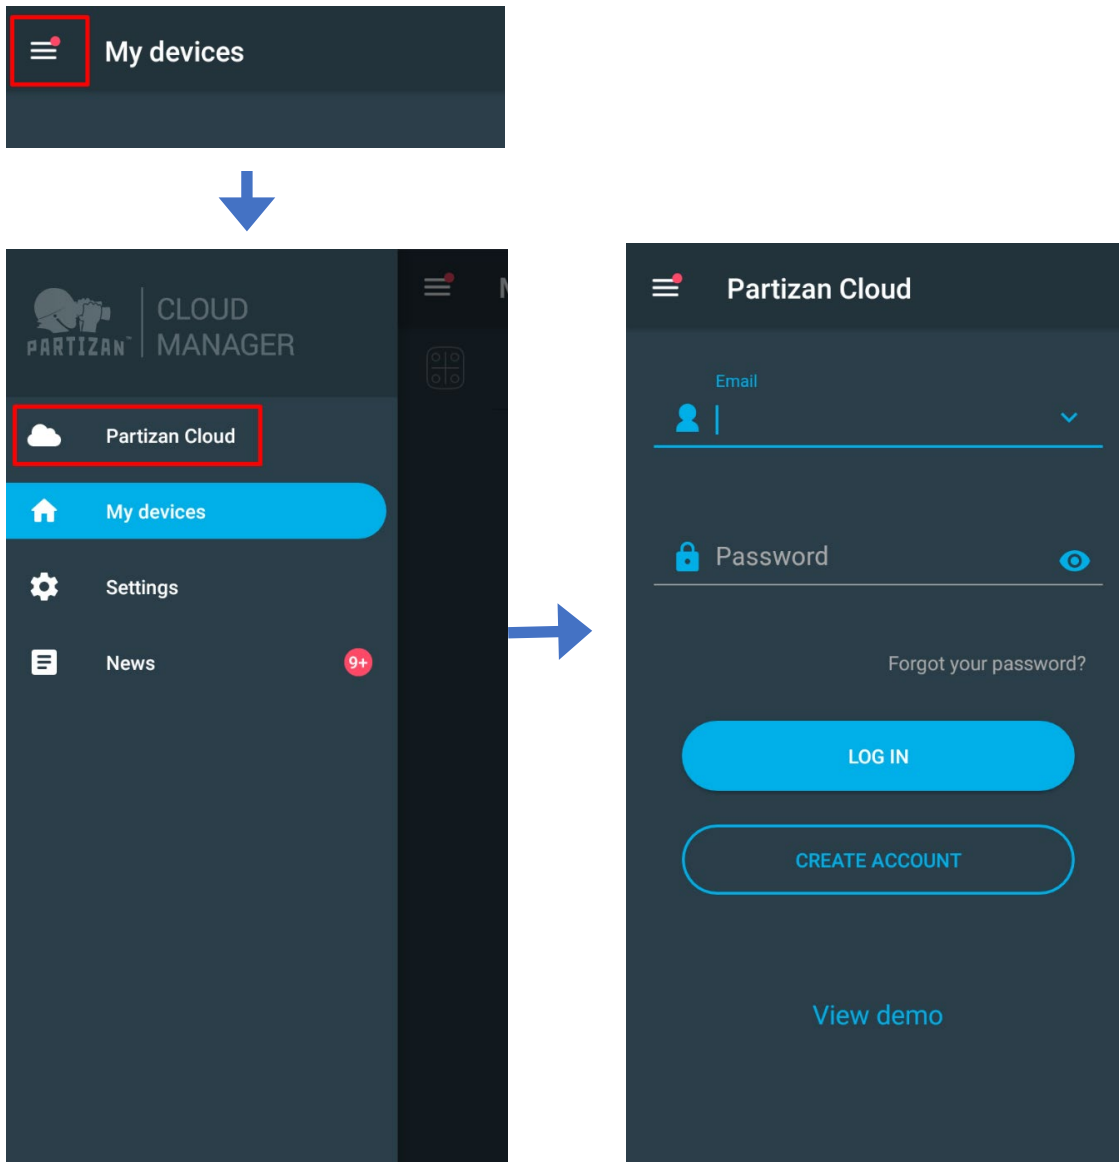 My devices
PARTIZAN™
CLOUD
MANAGER
Partizan Cloud
My devices
Settings
News
9+
Partizan Cloud
Email
Password
Forgot your password?
LOG IN
CREATE ACCOUNT
View demo